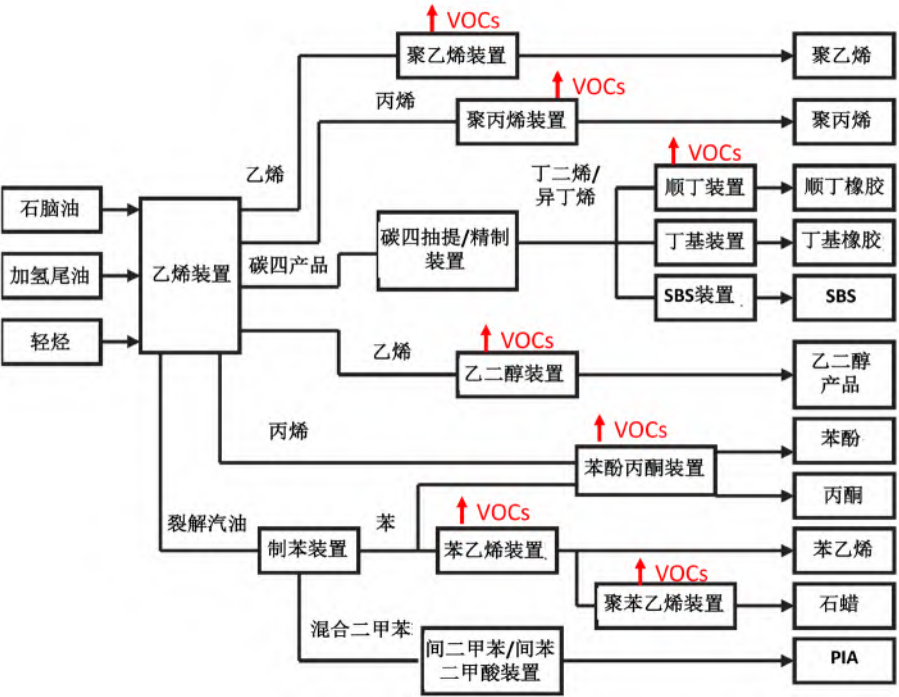 VOCs
聚乙烯装置
聚乙烯
丙烯
VOCs
聚丙烯装置
聚丙烯
乙烯
丁二烯/
异丁烯
VOCs
顺丁装置
顺丁橡胶
石脑油
加氢尾油
轻烃
乙烯装置
碳四产品
碳四抽提/精制
装置
丁基装置
丁基橡胶
SBS装置
SBS
乙烯
VOCs
乙二醇装置
乙二醇
产品
丙烯
VOCs
苯酚丙酮装置
苯酚
丙酮
裂解汽油
制苯装置
苯
VOCs
苯乙烯装置
苯乙烯
VOCs
聚苯乙烯装置
石蜡
混合二甲苯
间二甲苯/间苯
二甲酸装置
PIA